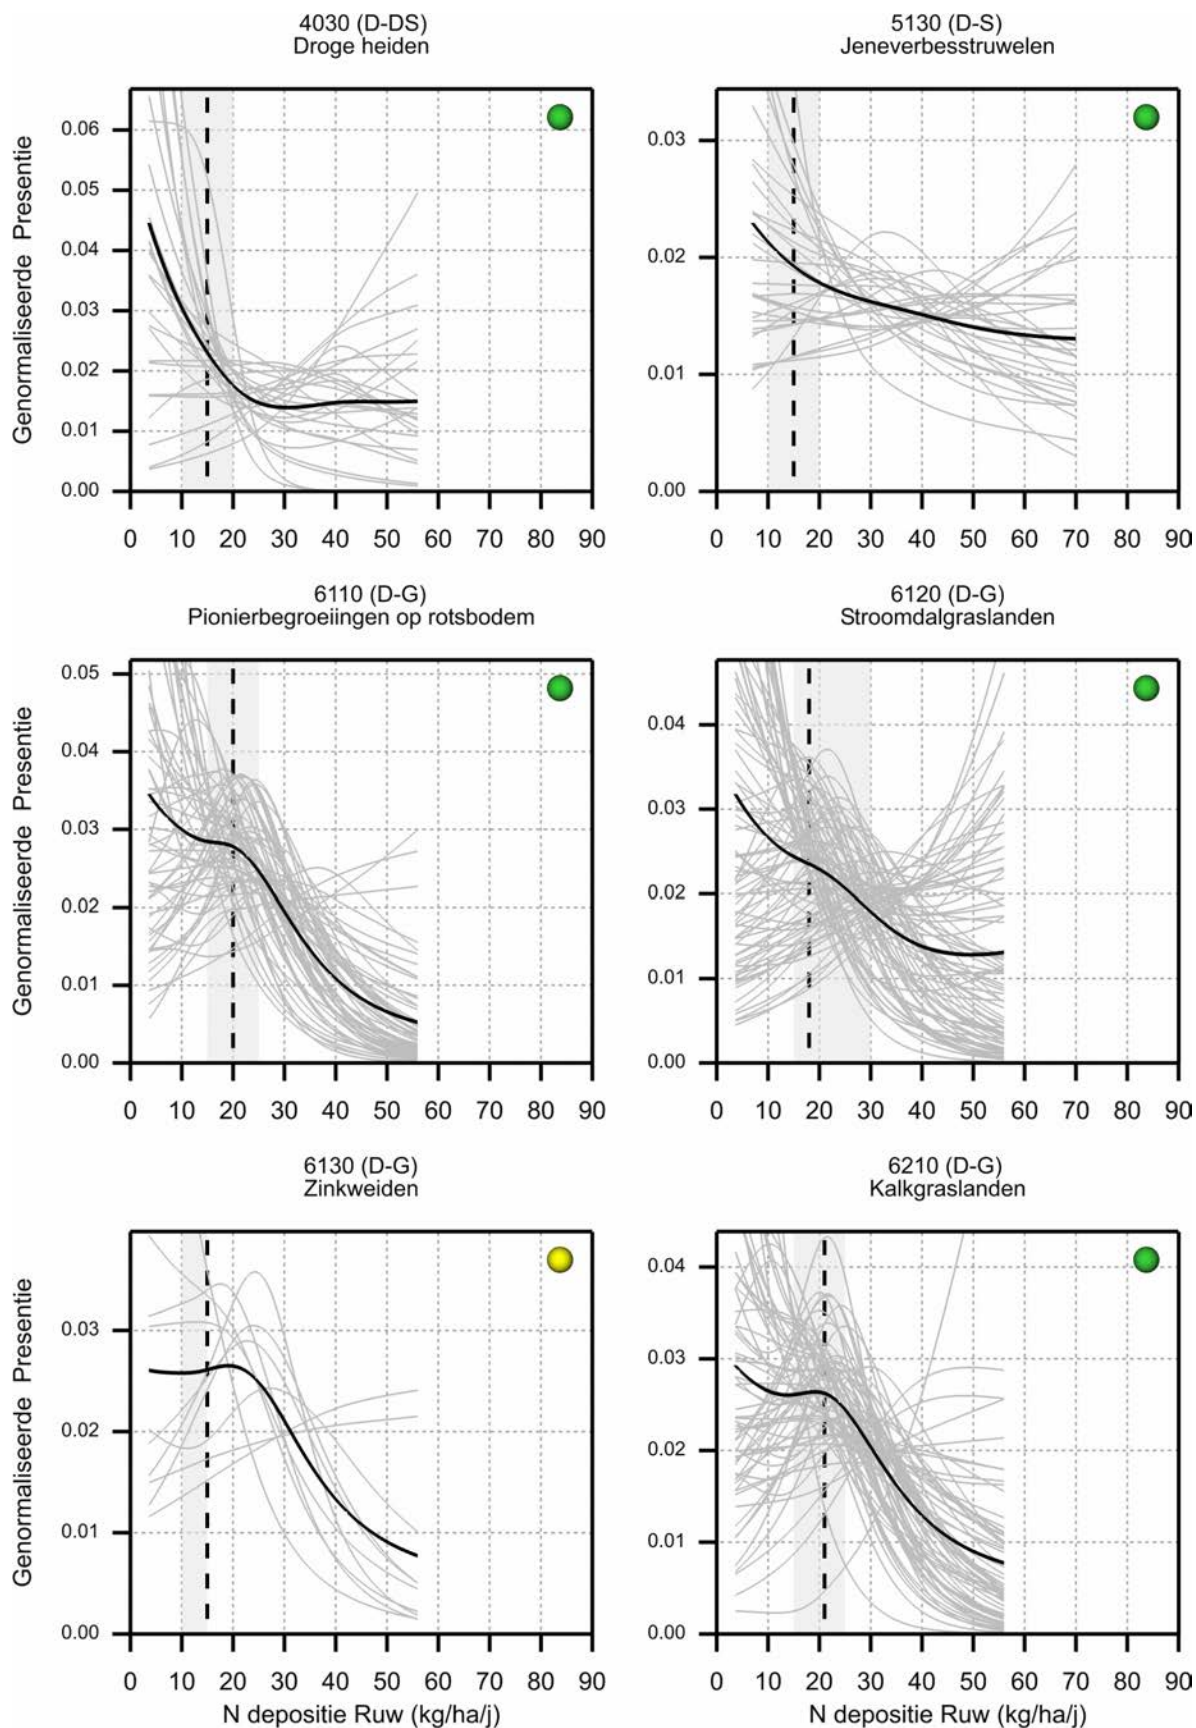 4030 (D-DS)
Droge heiden
Genormaliseerde Presentie
0.06
0.05
0.04
0.03
0.02
0.01
0.00
0 10 20 30 40 50 60 70 80 90
5130 (D-S)
Jeneverbesstruwelen
0.03
0.02
0.01
0.00
0 10 20 30 40 50 60 70 80 90
6110 (D-G)
Pionierbegroeiingen op rotsbodem
Genormaliseerde Presentie
0.05
0.04
0.03
0.02
0.01
0.00
0 10 20 30 40 50 60 70 80 90
6120 (D-G)
Stroomdalgraslanden
0.04
0.03
0.02
0.01
0.00
0 10 20 30 40 50 60 70 80 90
6130 (D-G)
Zinkweiden
Genormaliseerde Presentie
0.03
0.02
0.01
0.00
0 10 20 30 40 50 60 70 80 90
N depositie Ruw (kg/ha/j)
6210 (D-G)
Kalkgraslanden
0.04
0.03
0.02
0.01
0.00
0 10 20 30 40 50 60 70 80 90
N depositie Ruw (kg/ha/j)